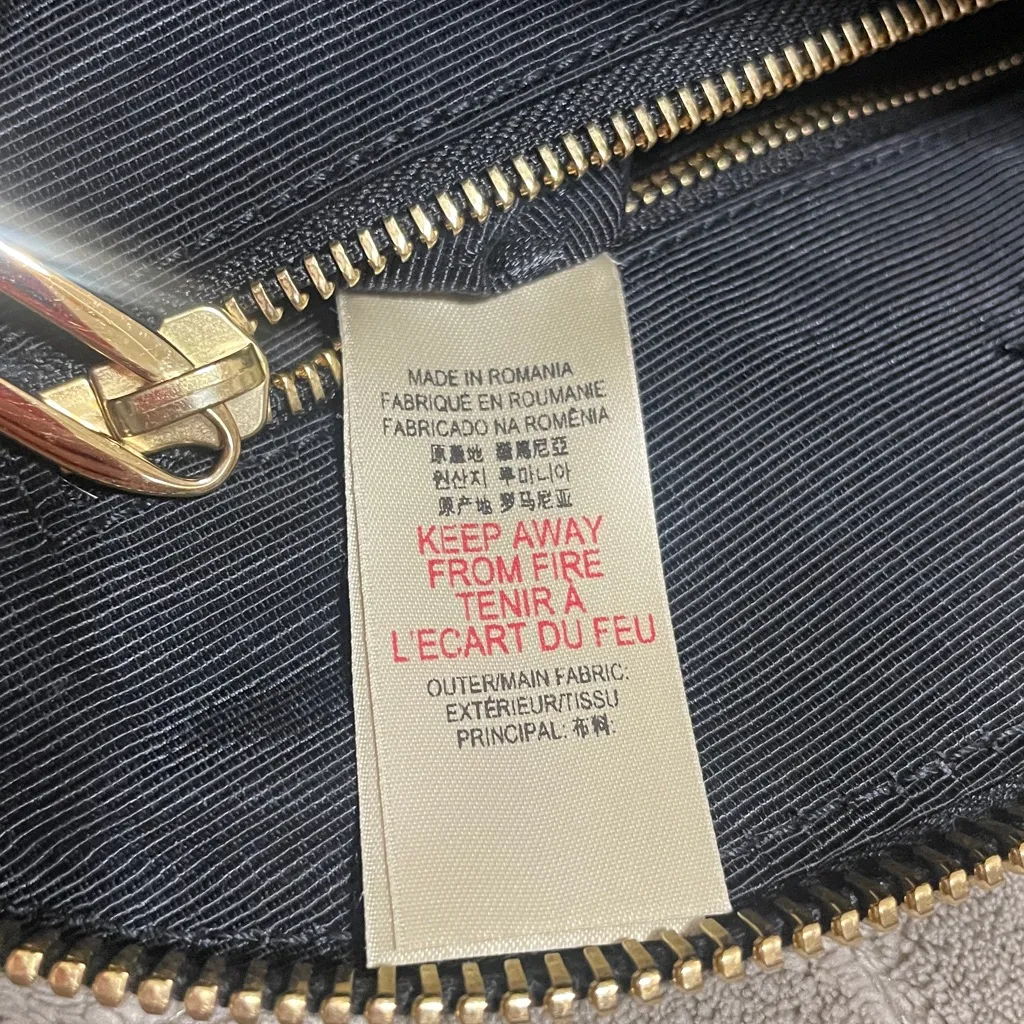 MADE IN ROMANIA
FABRIQUÉ EN ROUMANIE
FABRICADO NA ROMÊNIA
原產地 羅馬尼亞
원산지 루마니아
原产地 罗马尼亚
KEEP AWAY
FROM FIRE
TENIR À
L'ECART DU FEU
OUTER/MAIN FABRIC:
EXTÉRIEUR/TISSU
PRINCIPAL: 布料: